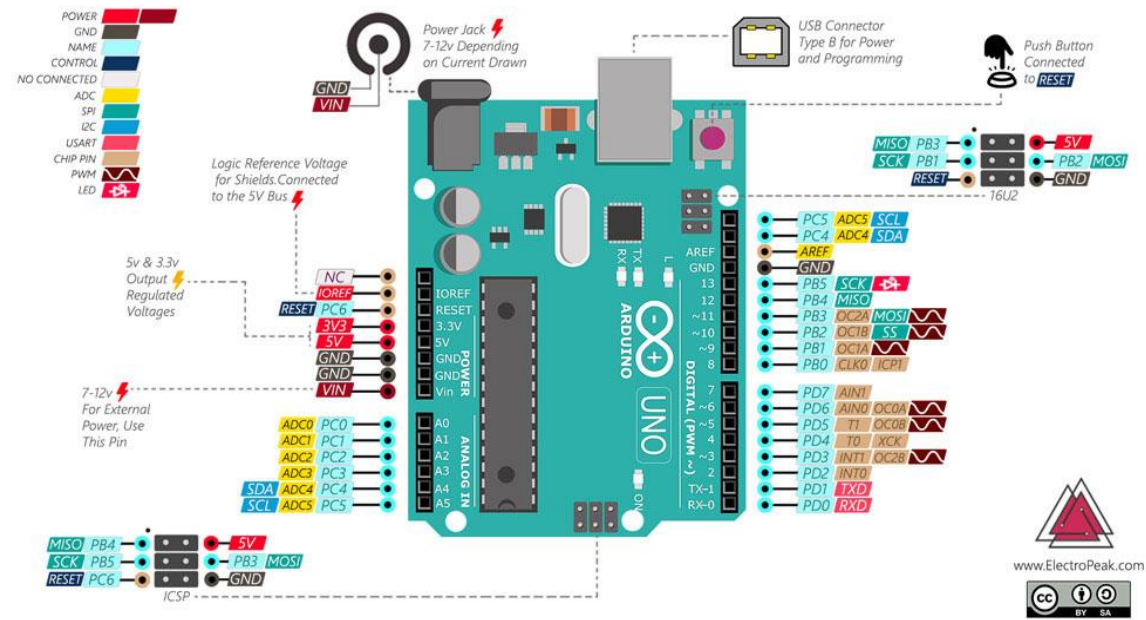 POWER
GND
NAME
CONTROL
NO CONNECTED
ADC
SPI
I2C
USART
CHIP PIN
PWM
LED
Power Jack
7-12v Depending
on Current Drawn
GND
VIN
USB Connector
Type B for Power
and Programming
Push Button
Connected
to RESET
MISO PB3 5V
SCK PB1 PB2 MOSI
RESET GND
16U2
Logic Reference Voltage
for Shields.Connected
to the 5V Bus
5v & 3.3v
Output
Regulated
Voltages
7-12v
For External
Power, Use
This Pin
NC
IOREF
RESET PC6
3V3
5V
GND
GND
VIN
ADC0 PC0
ADC1 PC1
ADC2 PC2
ADC3 PC3
SDA ADC4 PC4
SCL ADC5 PC5
IOREF
RESET
3.3V
5V
GND
GND
Vin
POWER
A0
A1
A2
A3
A4
A5
ANALOG IN
RX
TX
L
ARDUINO
UNO
ON
AREF
GND
13
12
~11
~10
~9
8
7
~6
~5
4
~3
2
TX-1
RX-0
DIGITAL (PWM ~)
PC5 ADC5 SCL
PC4 ADC4 SDA
AREF
GND
PB5 SCK
PB4 MISO
PB3 OC2A MOSI
PB2 OC1B SS
PB1 OC1A
PB0 CLK0 ICP1
PD7 AIN1
PD6 AIN0 OC0A
PD5 T1 OC0B
PD4 T0 XCK
PD3 INT1 OC2B
PD2 INT0
PD1 TXD
PD0 RXD
MISO PB4 5V
SCK PB5 PB3 MOSI
RESET PC6 GND
ICSP
www.ElectroPeak.com
cc
BY SA